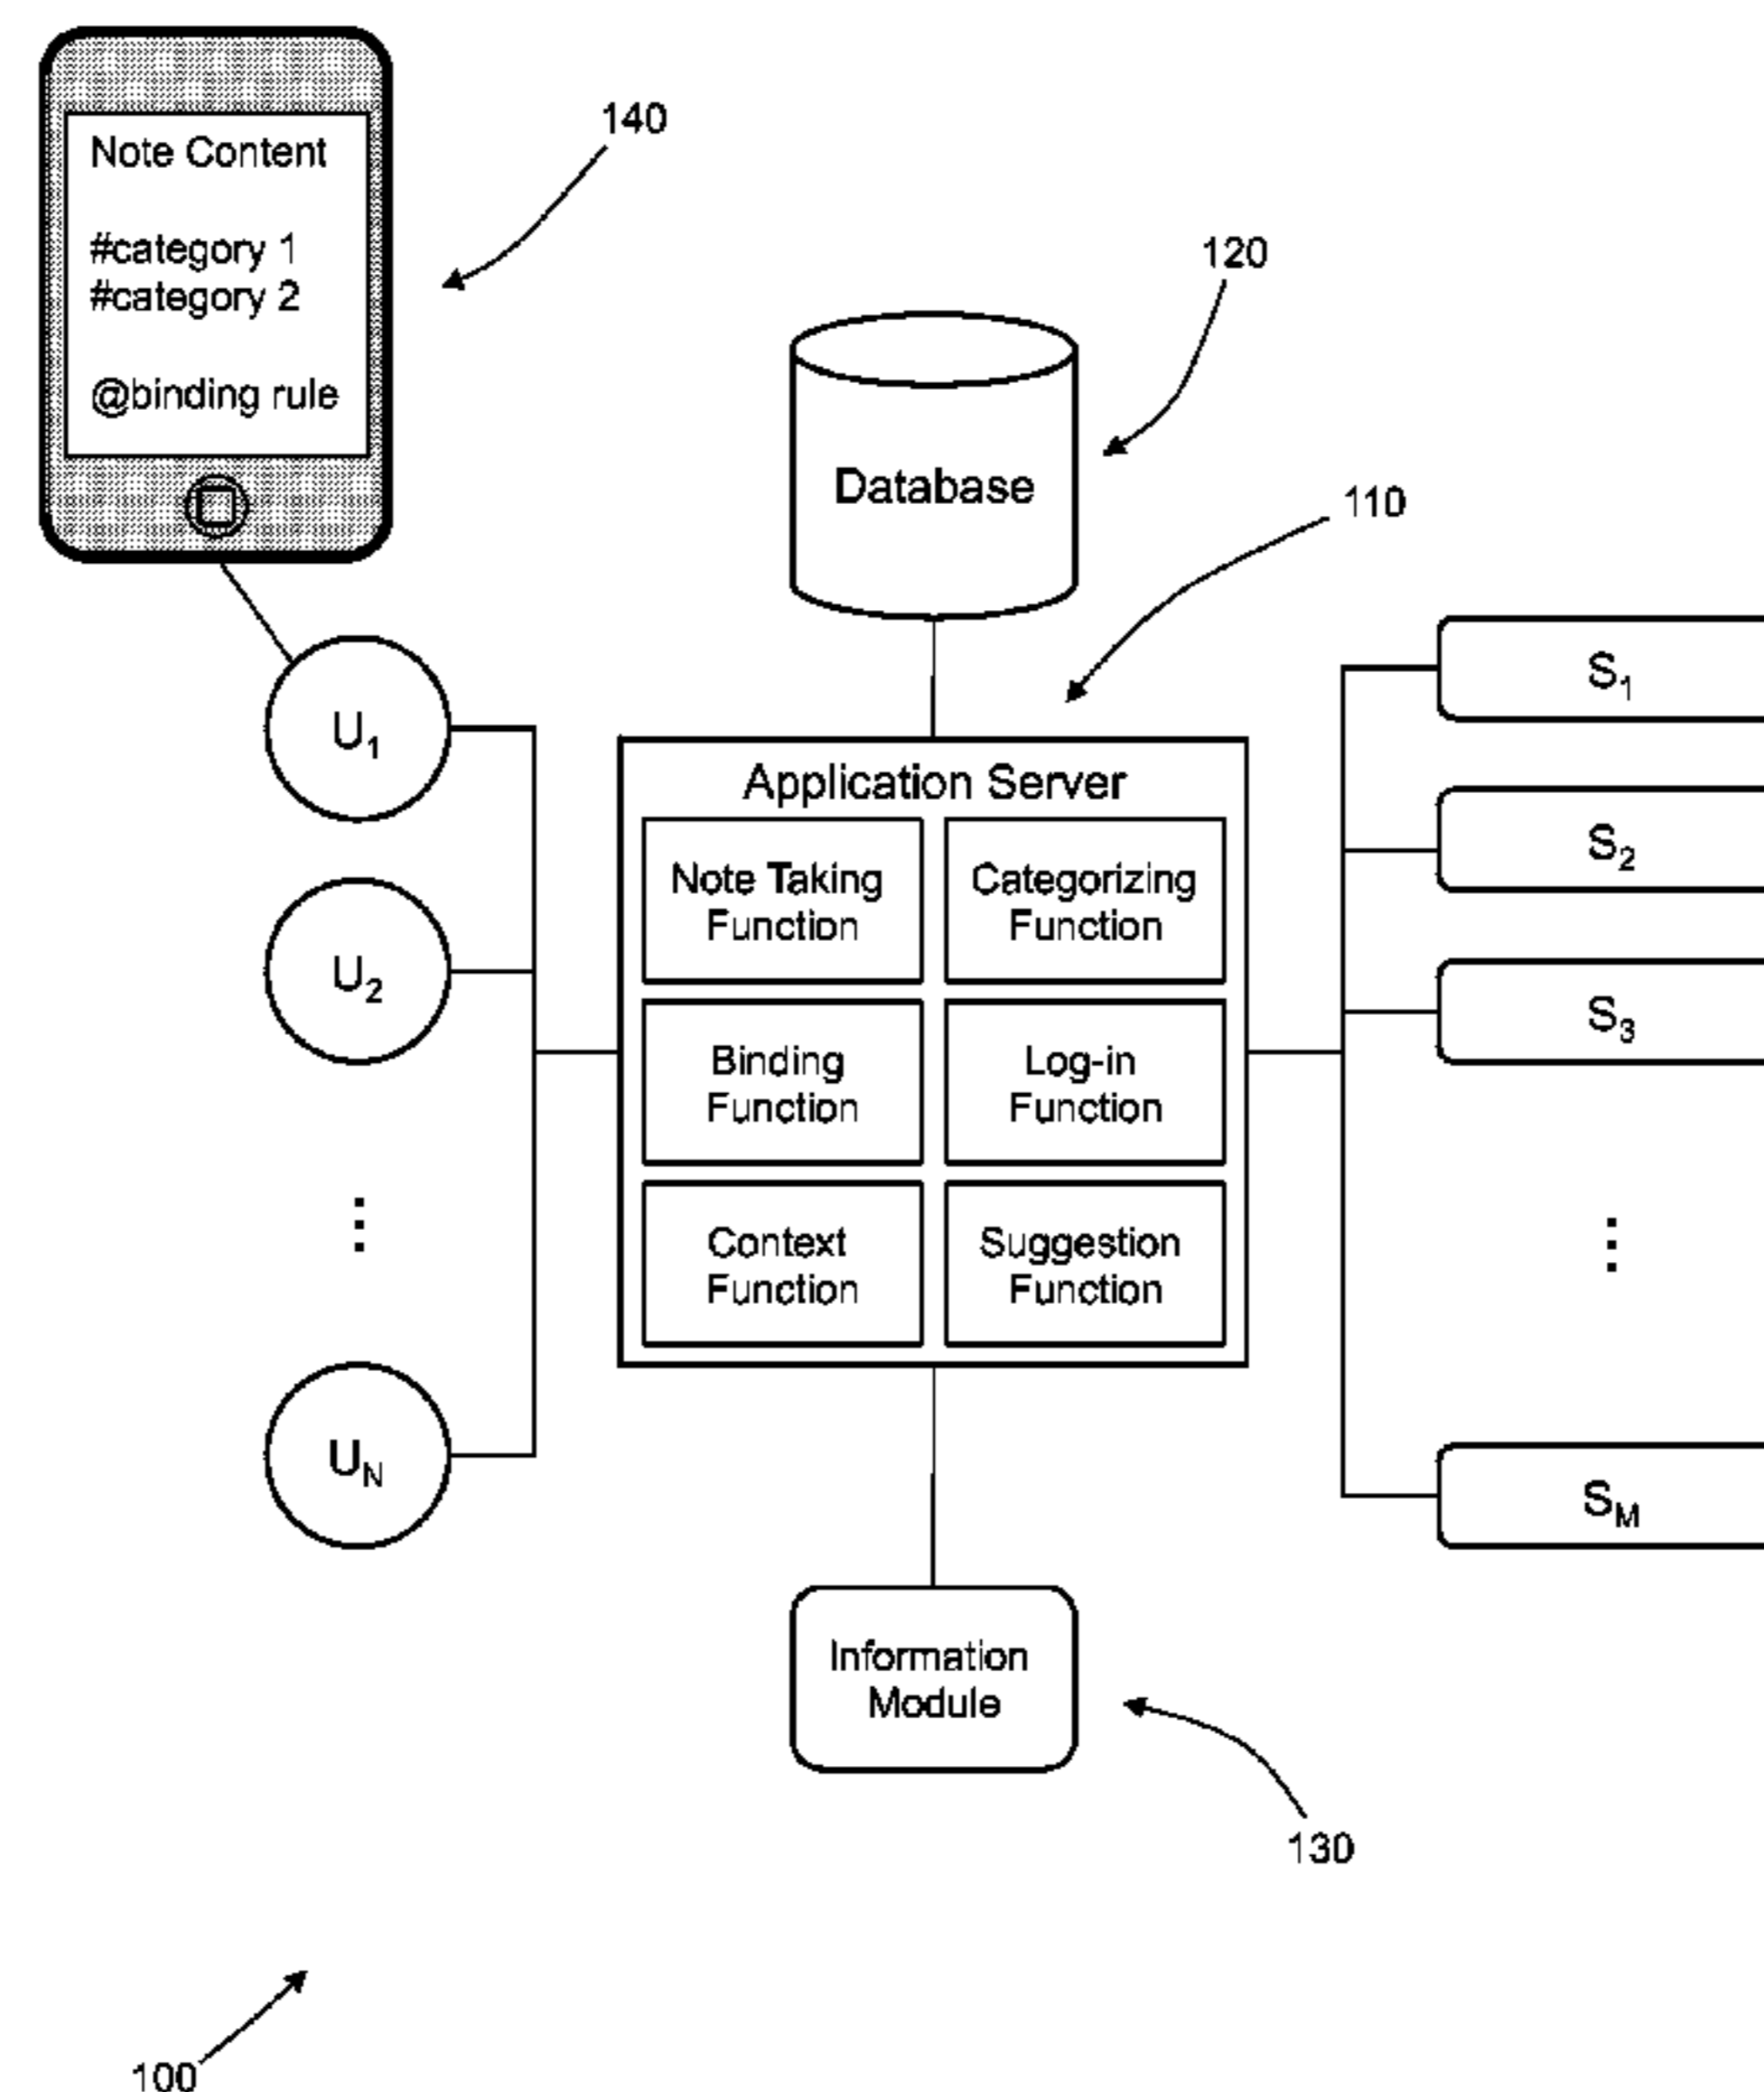 Note Content
#category 1
#category 2
@binding rule
140
120
Database
110
U1
U2
UN
Application Server
Note Taking
Function
Categorizing
Function
Binding
Function
Log-in
Function
Context
Function
Suggestion
Function
S1
S2
S3
SM
Information
Module
130
100